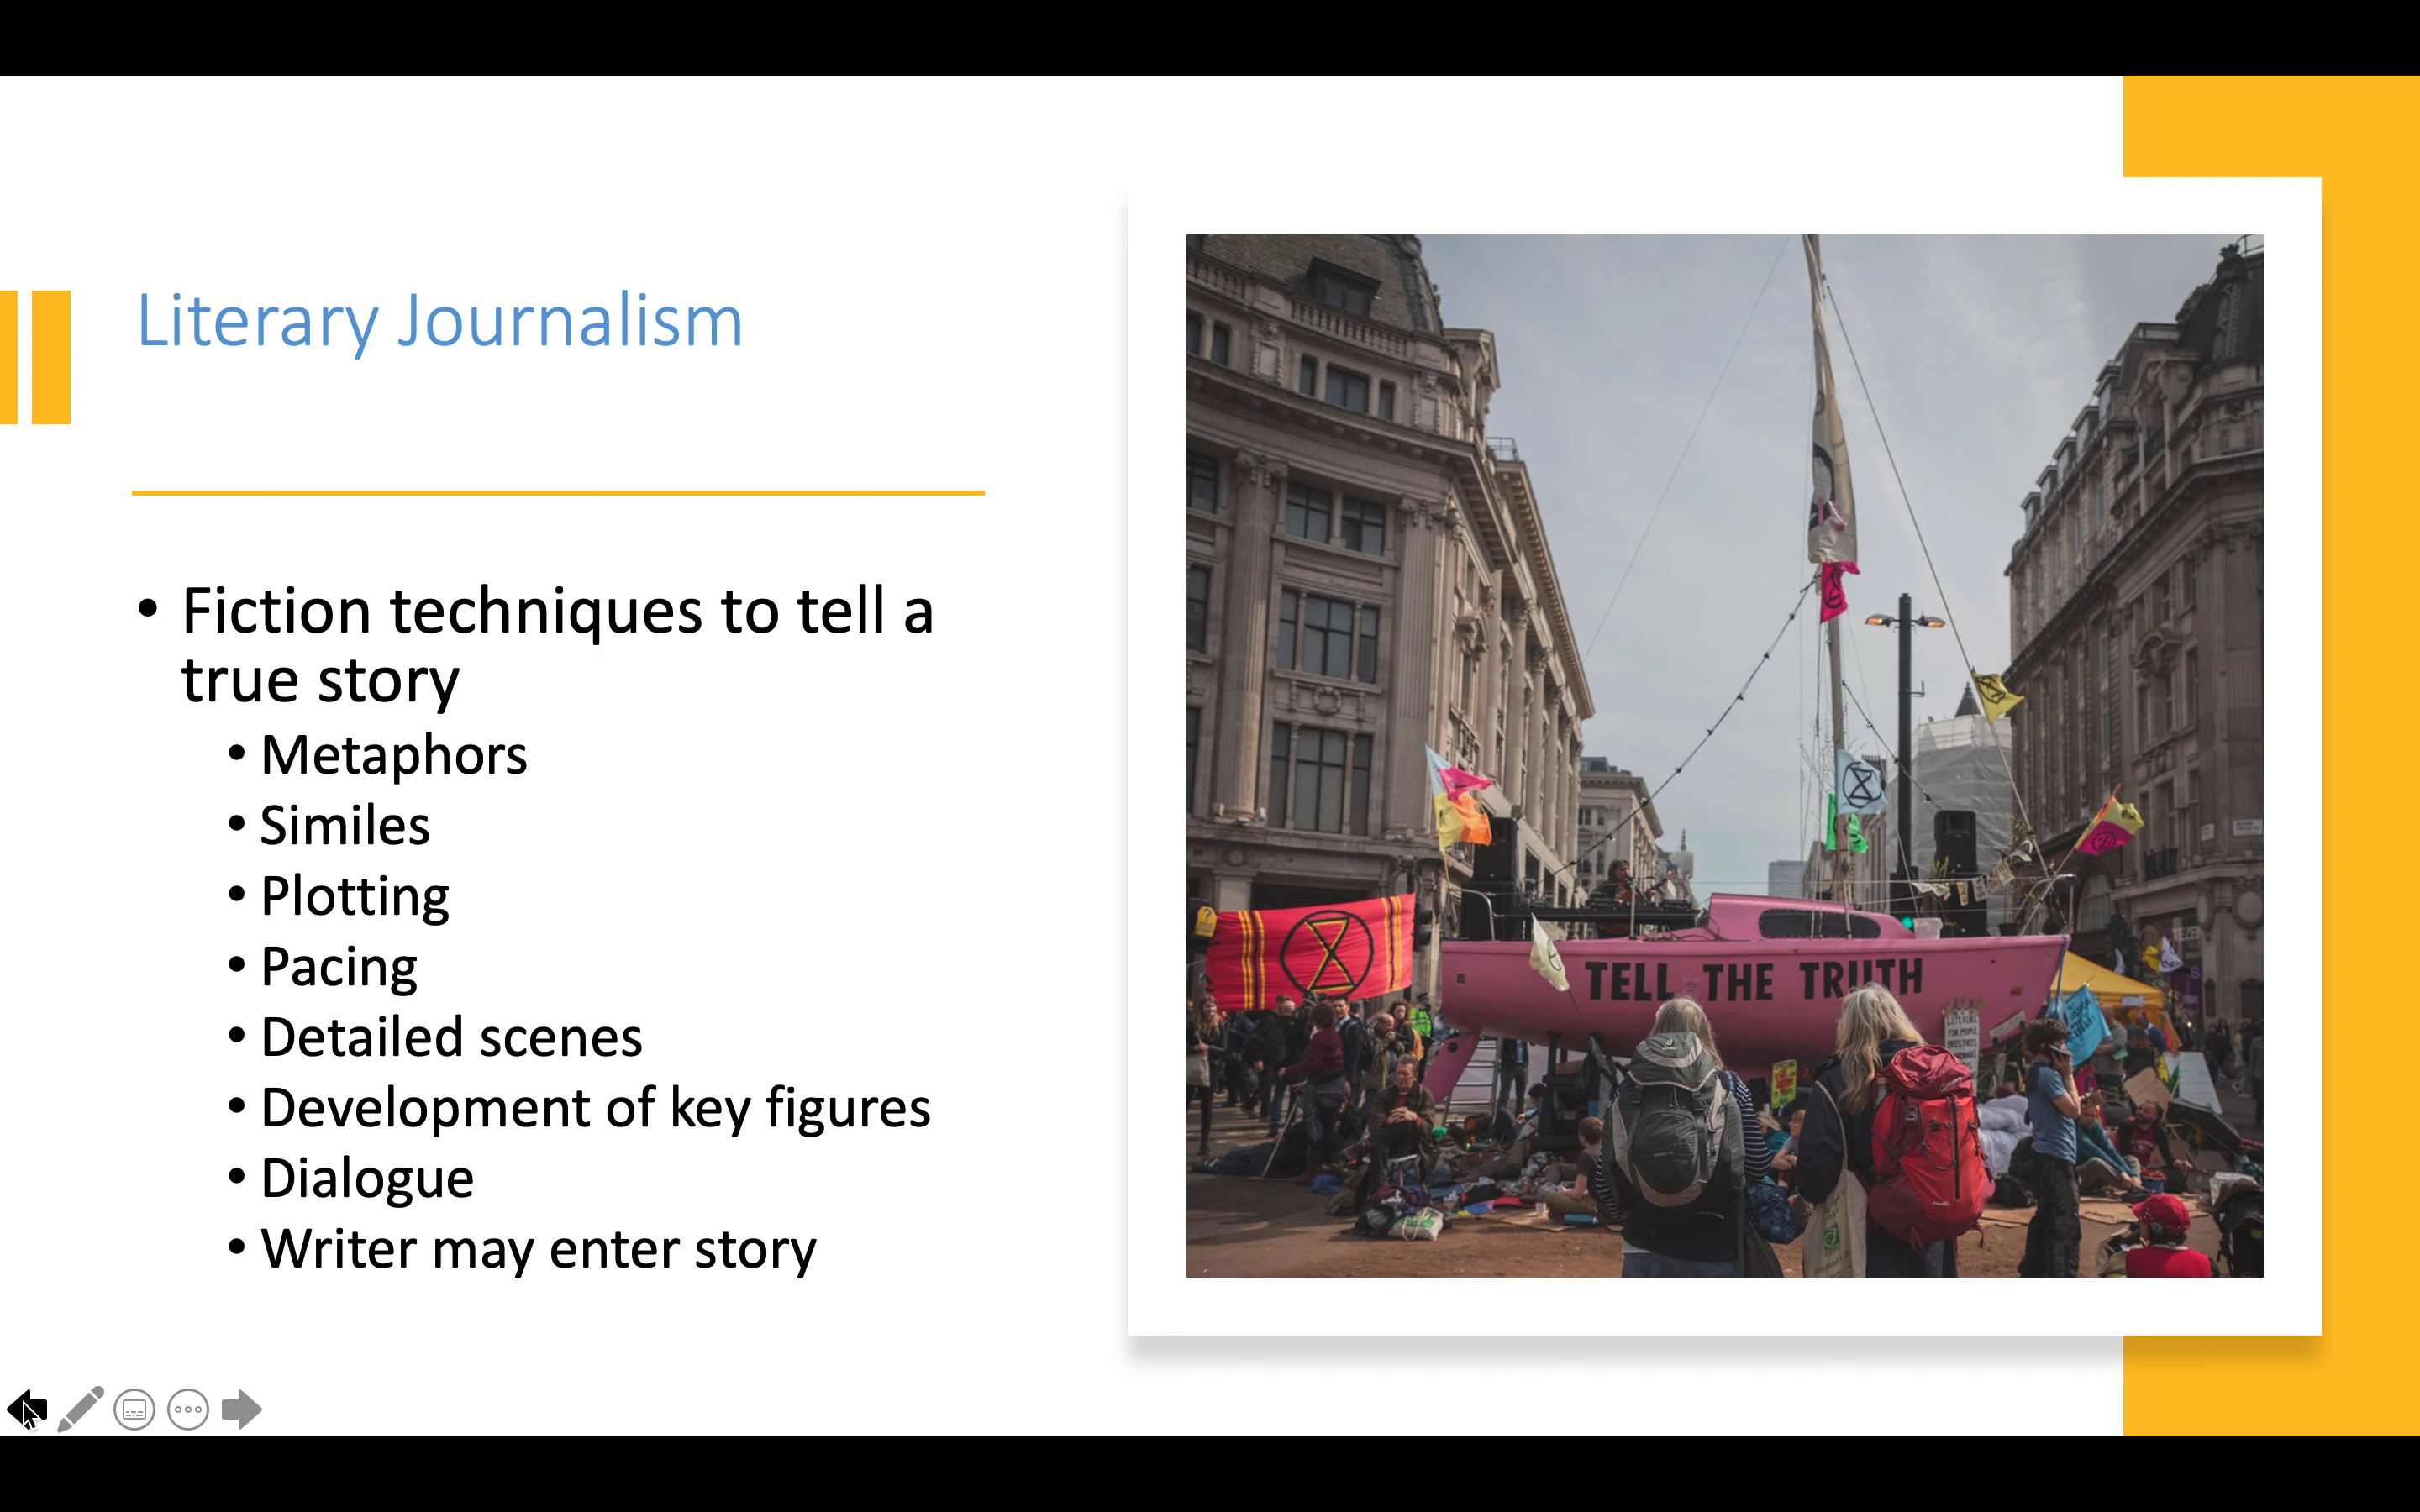 Literary Journalism
• Fiction techniques to tell a
true story
• Metaphors
• Similes
• Plotting
• Pacing
• Detailed scenes
• Development of key figures
• Dialogue
• Writer may enter story
TELL THE TRUTH